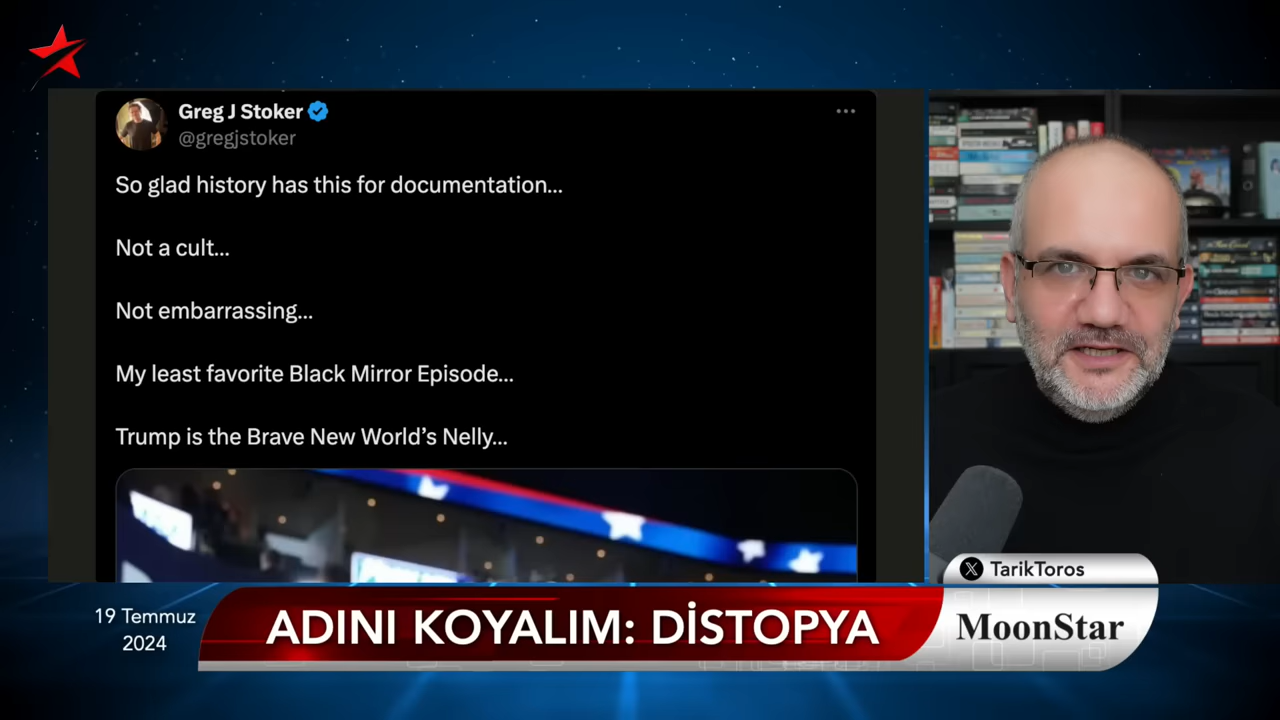 Greg J Stoker
@gregjstoker
So glad history has this for documentation...
Not a cult...
Not embarrassing...
My least favorite Black Mirror Episode...
Trump is the Brave New World’s Nelly...
TarikToros
19 Temmuz
2024
ADINI KOYALIM: DİSTOPYA
MoonStar